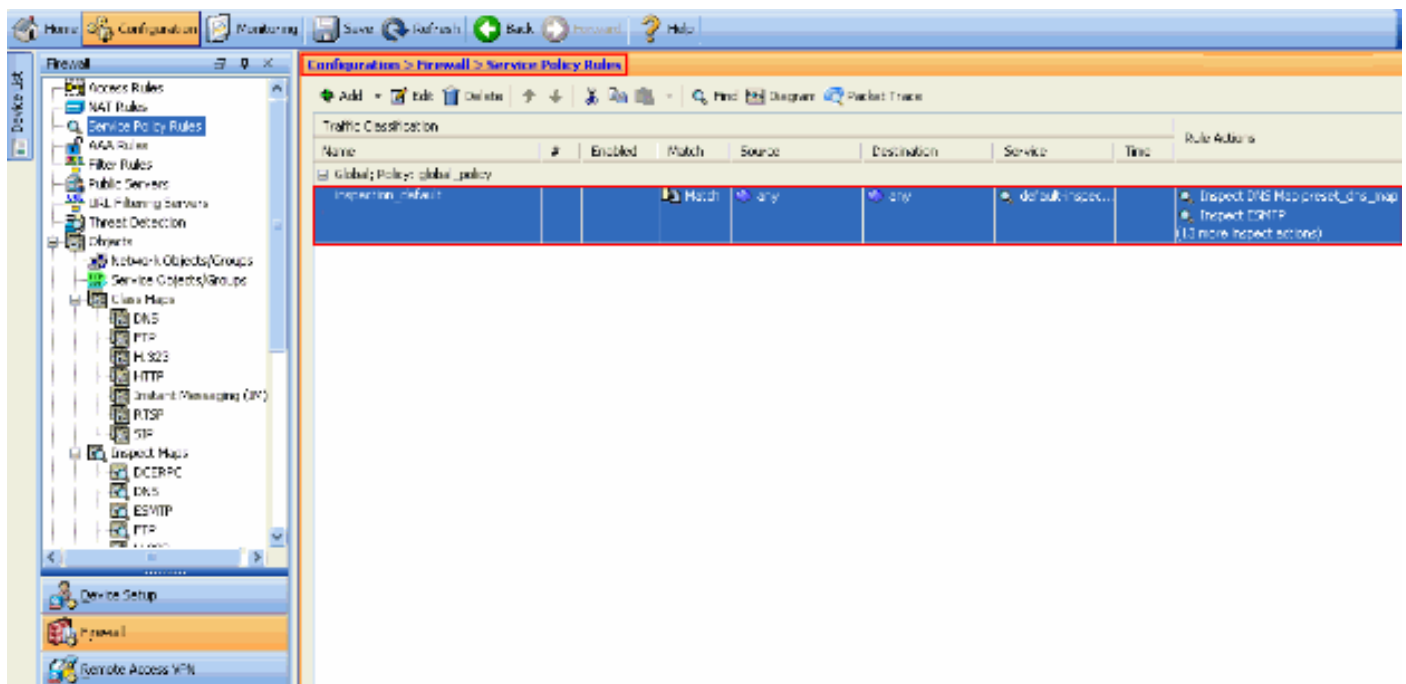 Home Configuration Monitoring Save Refresh Back Forward Help
Device List
Firewall
Access Rules
NAT Rules
Service Policy Rules
AAA Rules
Filter Rules
Public Servers
URL Filtering Servers
Threat Detection
Objects
Network Objects/Groups
Service Objects/Groups
Class Maps
DNS
FTP
H.323
HTTP
Instant Messaging (IM)
RTSP
SIP
Inspect Maps
DCERPC
DNS
ESMTP
FTP
Device Setup
Firewall
Remote Access VPN
Configuration > Firewall > Service Policy Rules
Add Edit Delete Find Diagram Packet Trace
Traffic Classification
Name # Enabled Match Source Destination Service Time Rule Actions
Global; Policy: global_policy
inspection_default Match any any default-inspec...
Inspect DNS Map preset_dns_map
Inspect ESMTP
(13 more inspect actions)